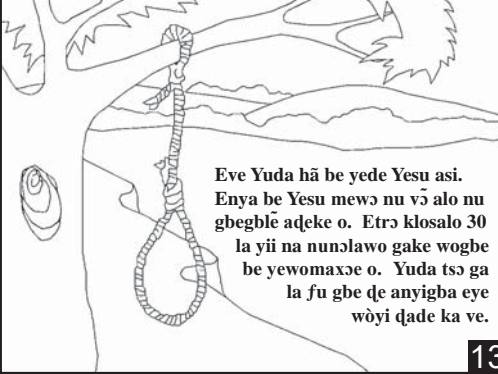 Eve Yuda hã be yede Yesu asi.
Enya be Yesu mewɔ nu vɔ̃ alo nu
gbegblẽ aɖeke o. Etrɔ klosalo 30
la yii na nunɔlawo gake wogbe
be yewomaxɔe o. Yuda tsɔ ga
la ƒu gbe ɖe anyigba eye
wòyi ɖade ka ve.
13